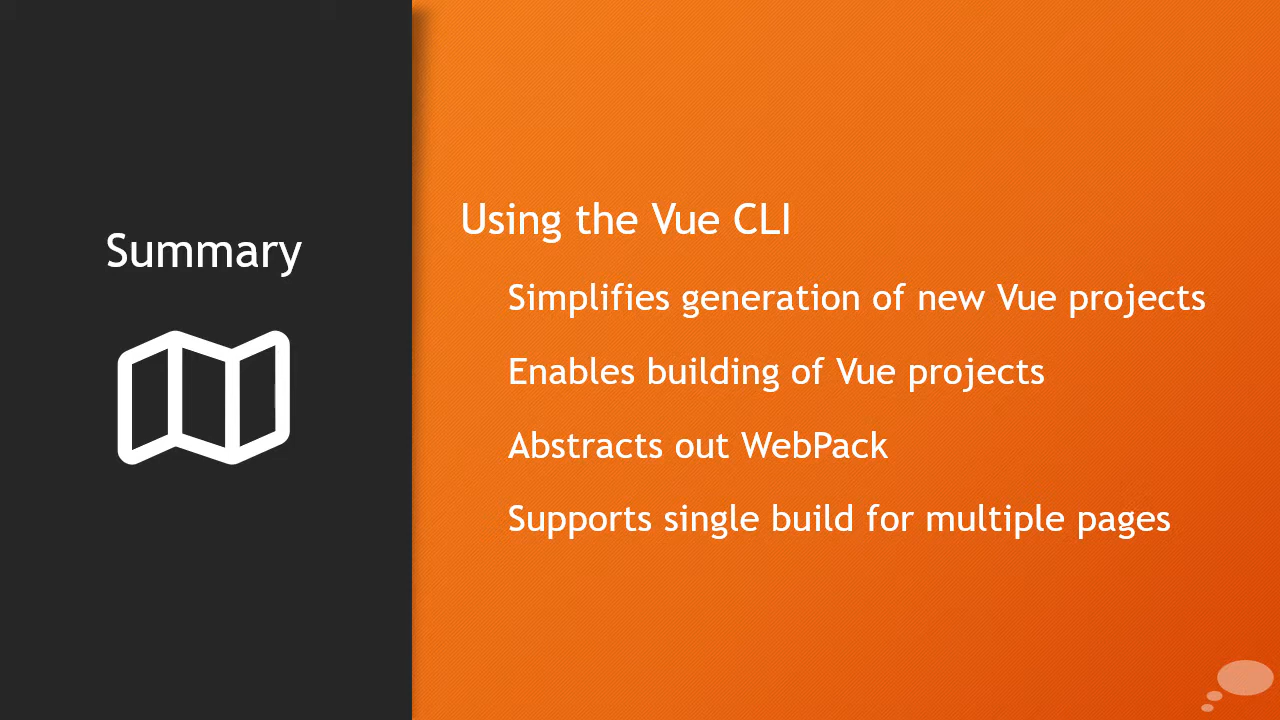 Summary
Using the Vue CLI
Simplifies generation of new Vue projects
Enables building of Vue projects
Abstracts out WebPack
Supports single build for multiple pages